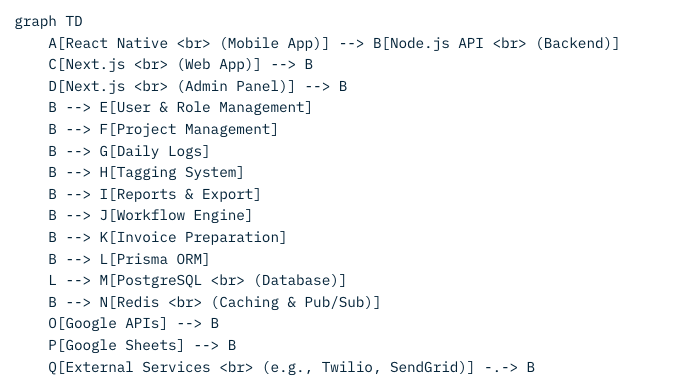 graph TD
    A[React Native <br> (Mobile App)] --> B[Node.js API <br> (Backend)]
    C[Next.js <br> (Web App)] --> B
    D[Next.js <br> (Admin Panel)] --> B
    B --> E[User & Role Management]
    B --> F[Project Management]
    B --> G[Daily Logs]
    B --> H[Tagging System]
    B --> I[Reports & Export]
    B --> J[Workflow Engine]
    B --> K[Invoice Preparation]
    B --> L[Prisma ORM]
    L --> M[PostgreSQL <br> (Database)]
    B --> N[Redis <br> (Caching & Pub/Sub)]
    O[Google APIs] --> B
    P[Google Sheets] --> B
    Q[External Services <br> (e.g., Twilio, SendGrid)] -.-> B